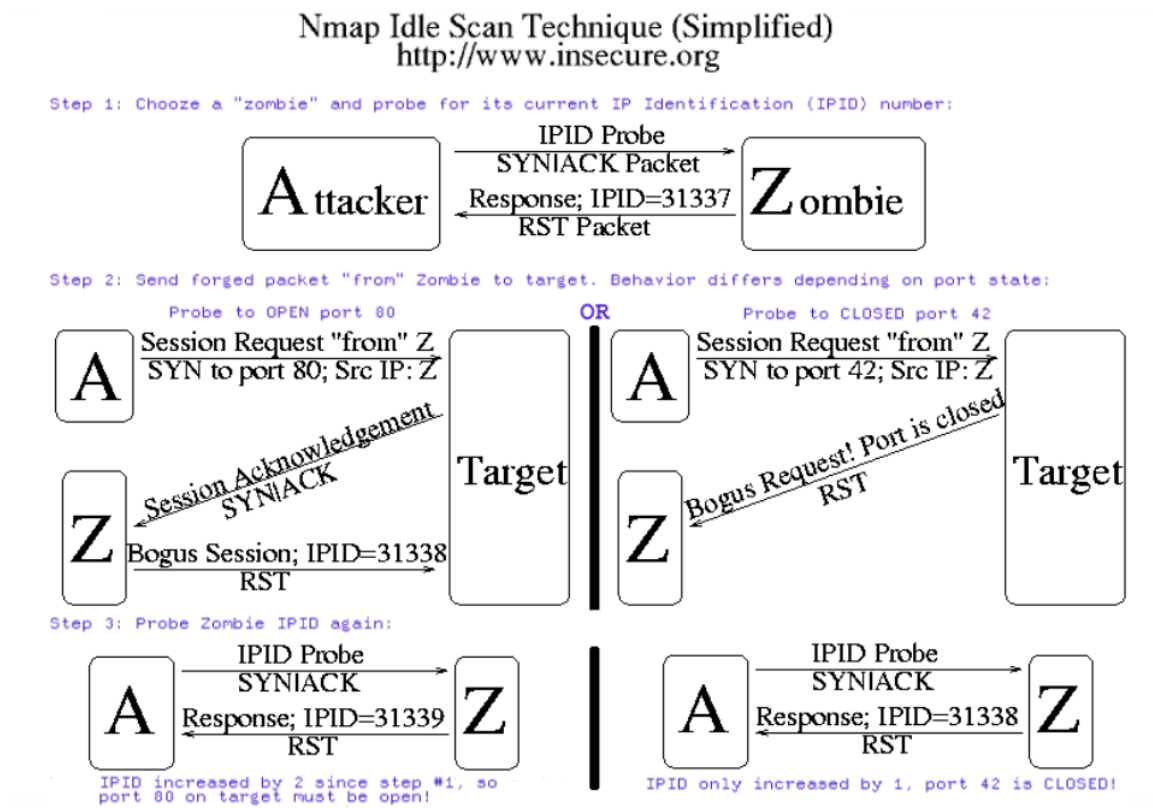 Nmap Idle Scan Technique (Simplified)
http://www.insecure.org
Step 1: Chooze a "zombie" and probe for its current IP Identification (IPID) number:
Attacker
IPID Probe
SYN|ACK Packet
Response; IPID=31337
RST Packet
Zombie
Step 2: Send forged packet "from" Zombie to target. Behavior differs depending on port state:
Probe to OPEN port 80
A
Session Request "from" Z
SYN to port 80; Src IP: Z
Session Acknowledgement
SYN|ACK
Target
Z
Bogus Session; IPID=31338
RST
OR
Probe to CLOSED port 42
A
Session Request "from" Z
SYN to port 42; Src IP: Z
Bogus Request! Port is closed
RST
Target
Z
Step 3: Probe Zombie IPID again:
A
IPID Probe
SYN|ACK
Response; IPID=31339
RST
Z
IPID increased by 2 since step #1, so
port 80 on target must be open!
A
IPID Probe
SYN|ACK
Response; IPID=31338
RST
Z
IPID only increased by 1, port 42 is CLOSED!